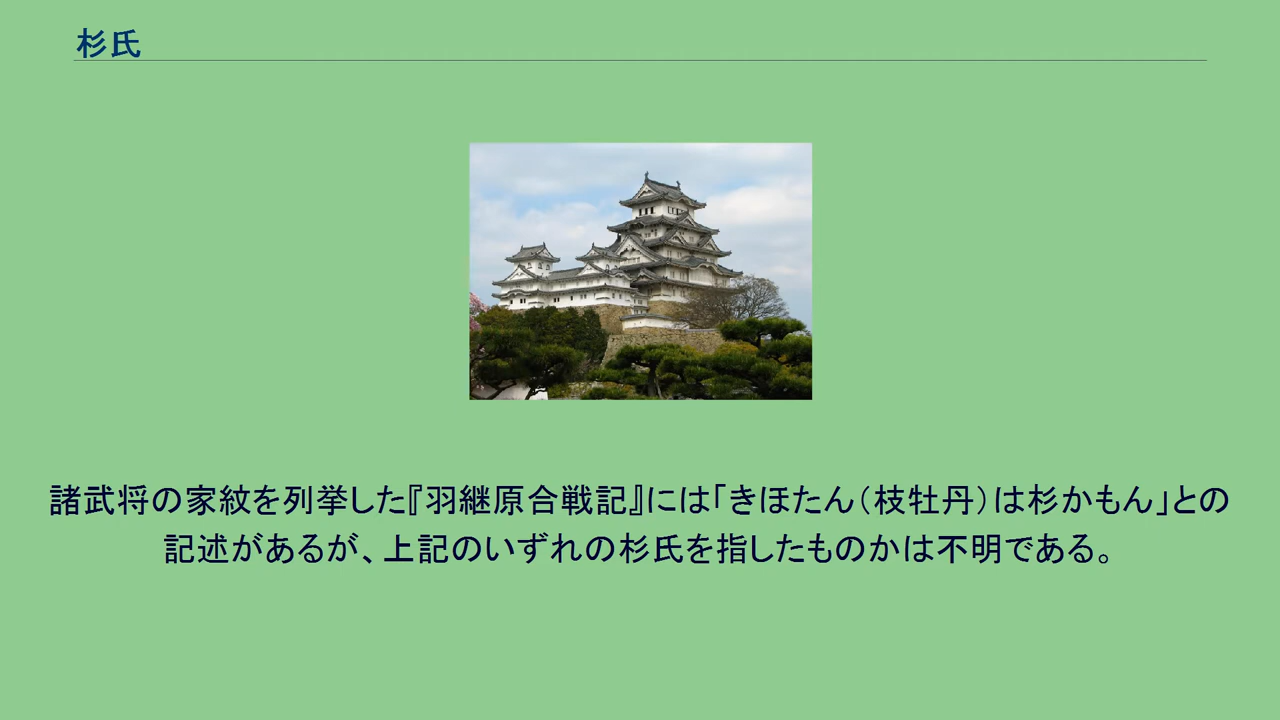 杉氏
諸武将の家紋を列挙した『羽継原合戦記』には「きほたん（枝牡丹）は杉かもん」との
記述があるが、上記のいずれの杉氏を指したものかは不明である。